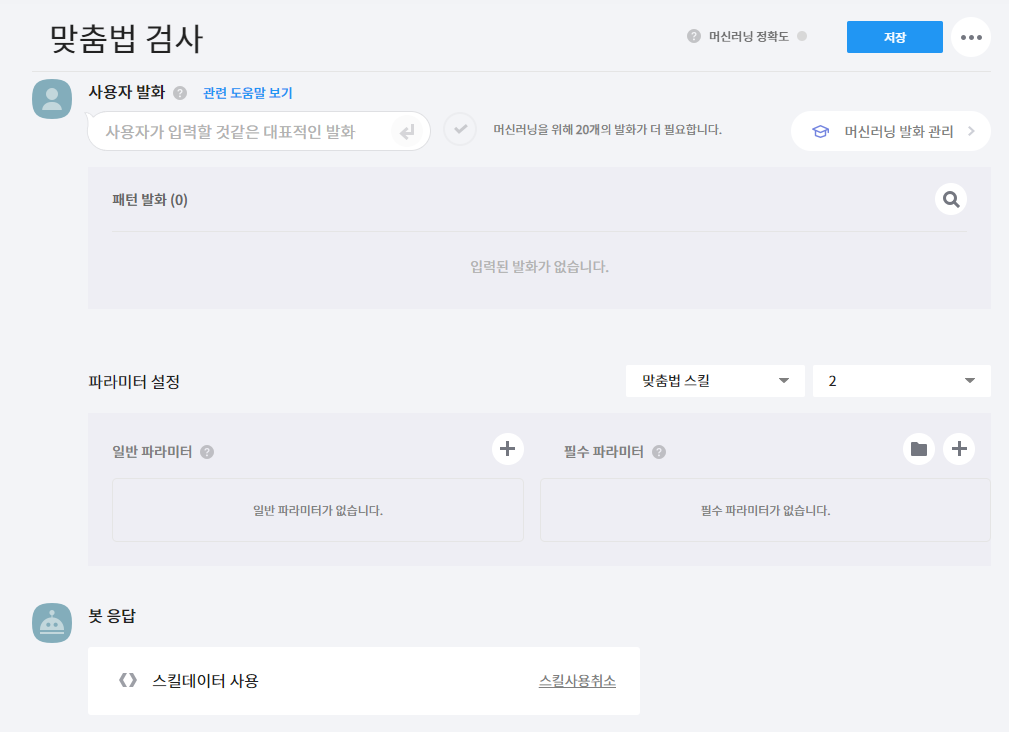 맞춤법 검사
머신러닝 정확도
저장
사용자 발화
관련 도움말 보기
사용자가 입력할 것같은 대표적인 발화
머신러닝을 위해 20개의 발화가 더 필요합니다.
머신러닝 발화 관리
패턴 발화 (0)
입력된 발화가 없습니다.
파라미터 설정
맞춤법 스킬
2
일반 파라미터
필수 파라미터
일반 파라미터가 없습니다.
필수 파라미터가 없습니다.
봇 응답
스킬데이터 사용
스킬사용취소